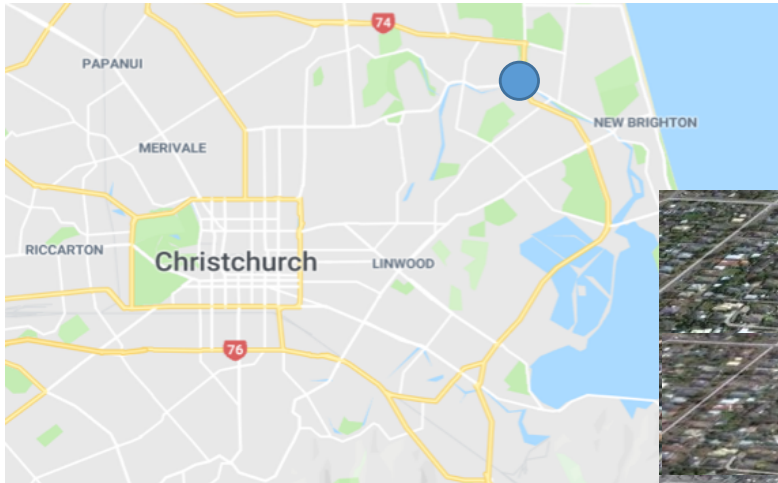 74
PAPANUI
NEW BRIGHTON
MERIVALE
RICCARTON
Christchurch
LINWOOD
76